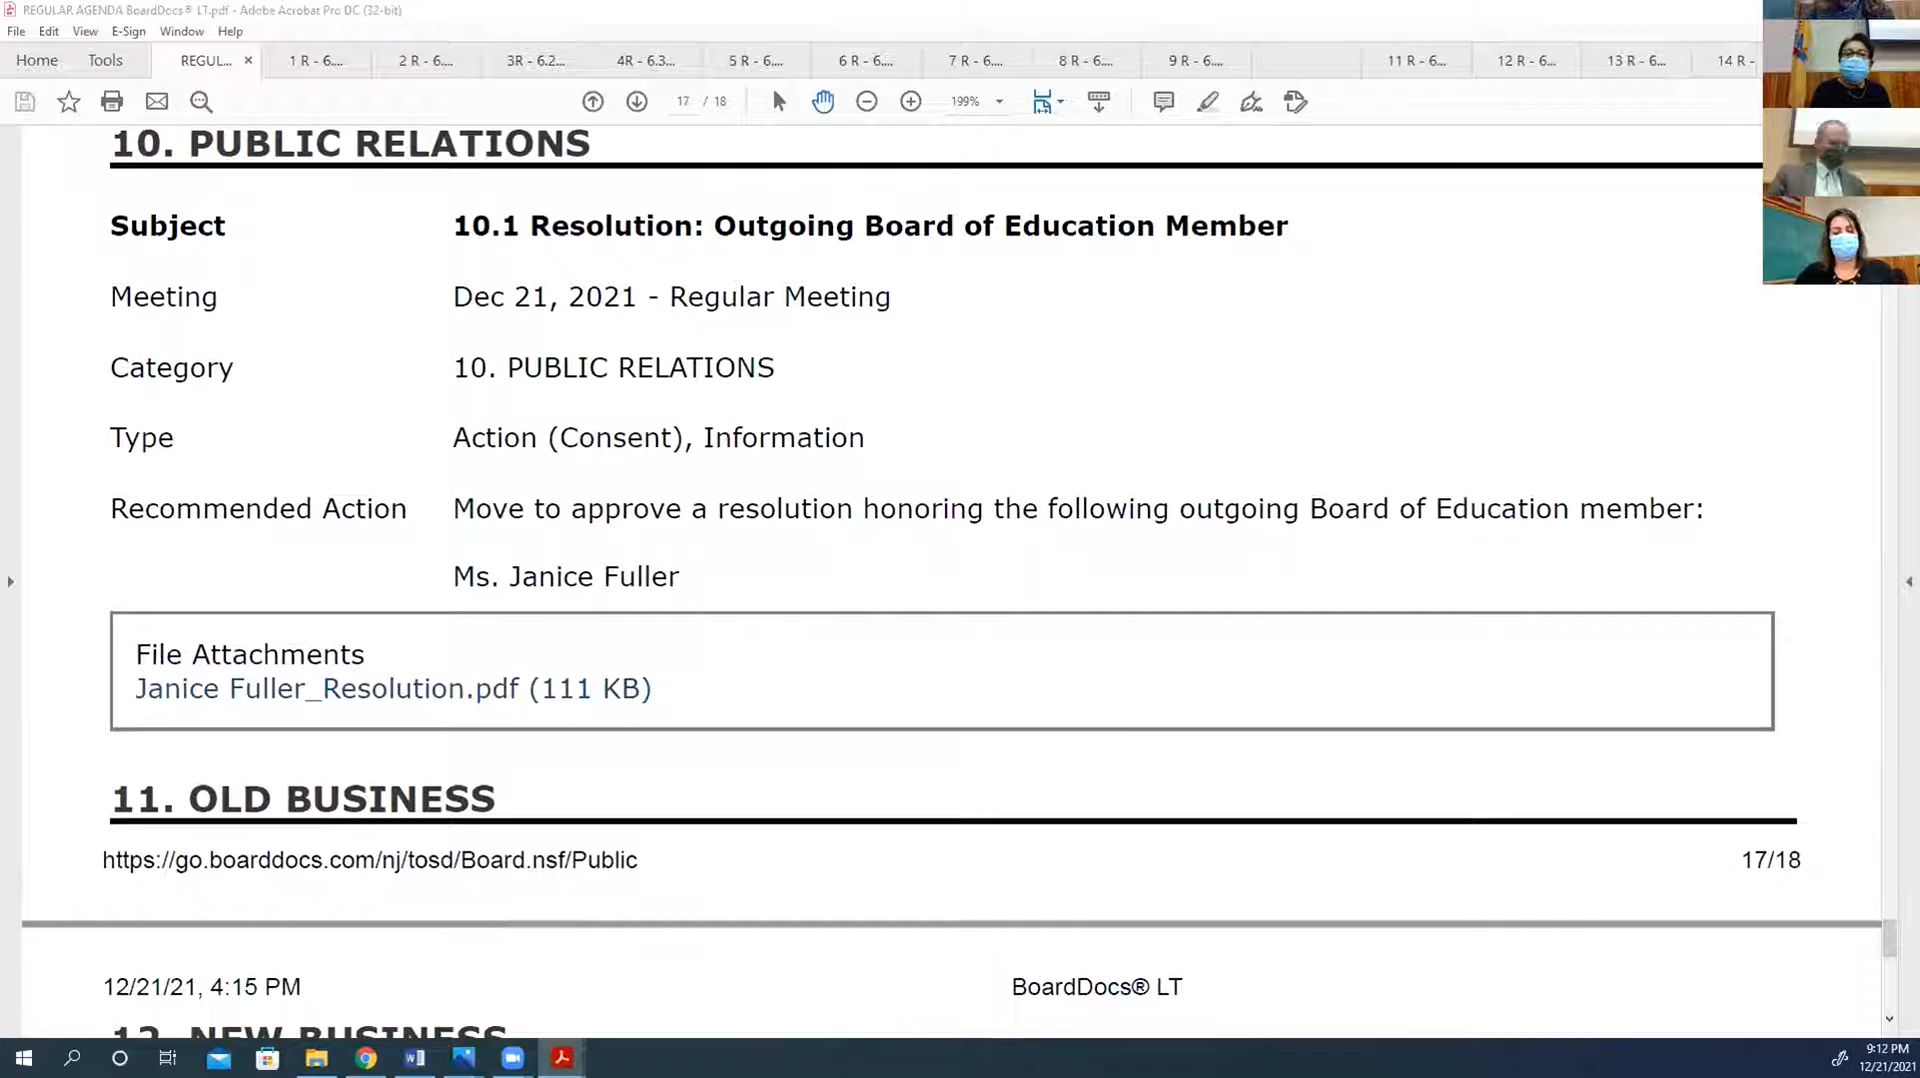 REGULAR AGENDA BoardDocs® LT.pdf - Adobe Acrobat Pro DC (32-bit)
File Edit View E-Sign Window Help
Home Tools REGUL... × 1 R - 6.... 2 R - 6.... 3R - 6.2... 4R - 6.3... 5 R - 6.... 6 R - 6.... 7 R - 6.... 8 R - 6.... 9 R - 6.... 11 R - 6... 12 R - 6... 13 R - 6... 14 R -
17 / 18 199%
10. PUBLIC RELATIONS
Subject 10.1 Resolution: Outgoing Board of Education Member
Meeting Dec 21, 2021 - Regular Meeting
Category 10. PUBLIC RELATIONS
Type Action (Consent), Information
Recommended Action Move to approve a resolution honoring the following outgoing Board of Education member:
Ms. Janice Fuller
File Attachments
Janice Fuller_Resolution.pdf (111 KB)
11. OLD BUSINESS
https://go.boarddocs.com/nj/tosd/Board.nsf/Public 17/18
12/21/21, 4:15 PM BoardDocs® LT
12. NEW BUSINESS
9:12 PM
12/21/2021